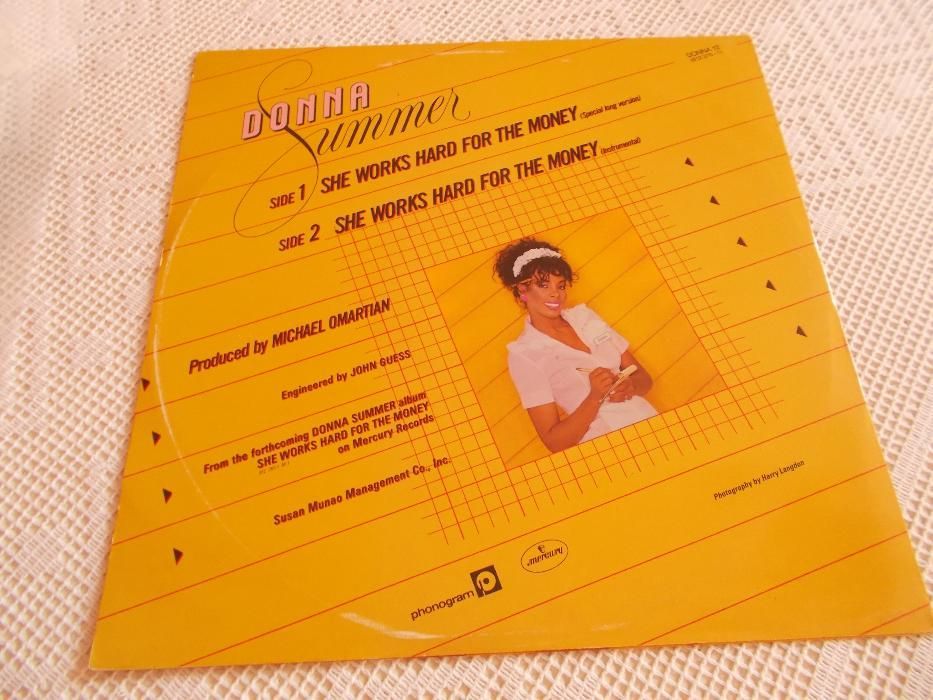 DONNA 12
DONNA
Summer
SIDE 1 SHE WORKS HARD FOR THE MONEY (Special long version)
SIDE 2 SHE WORKS HARD FOR THE MONEY (Instrumental)
Produced by MICHAEL OMARTIAN
Engineered by JOHN GUESS
From the forthcoming DONNA SUMMER album
SHE WORKS HARD FOR THE MONEY
on Mercury Records
Susan Munao Management Co., Inc.
Photography by Harry Langdon
phonogram
mercury